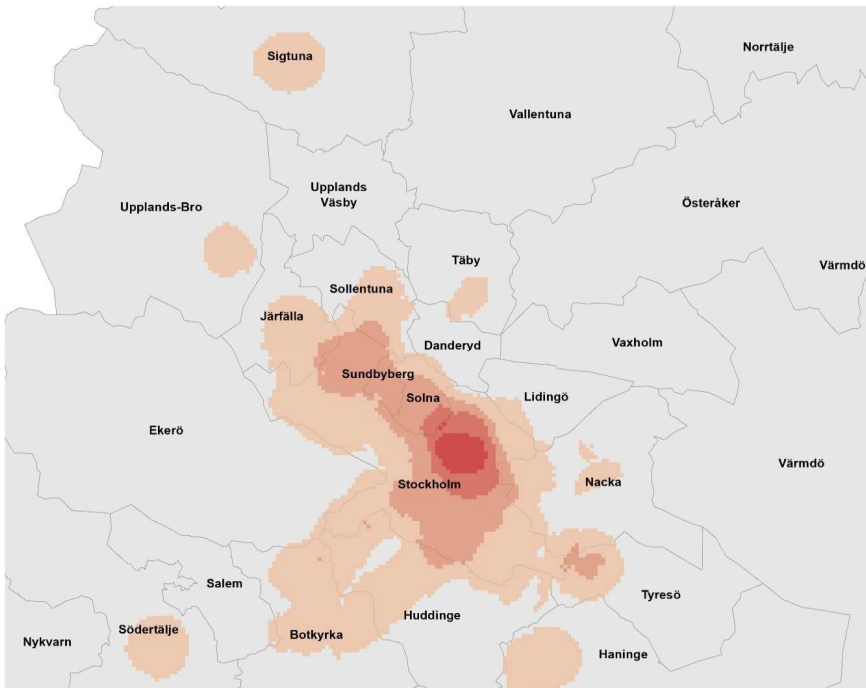 Norrtälje
Sigtuna
Vallentuna
Upplands
Väsby
Österåker
Upplands-Bro
Täby
Värmdö
Sollentuna
Järfälla
Danderyd
Vaxholm
Sundbyberg
Solna
Lidingö
Ekerö
Värmdö
Nacka
Stockholm
Salem
Tyresö
Huddinge
Södertälje
Botkyrka
Nykvarn
Haninge